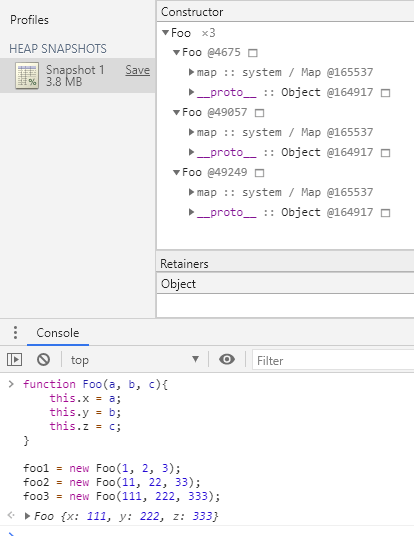 Profiles
HEAP SNAPSHOTS
Snapshot 1 Save
3.8 MB
Constructor
▼Foo ×3
▼Foo @4675
▶map :: system / Map @165537
▶__proto__ :: Object @164917
▼Foo @49057
▶map :: system / Map @165537
▶__proto__ :: Object @164917
▼Foo @49249
▶map :: system / Map @165537
▶__proto__ :: Object @164917
Retainers
Object
Console
top ▼ Filter
> function Foo(a, b, c){
this.x = a;
this.y = b;
this.z = c;
}
foo1 = new Foo(1, 2, 3);
foo2 = new Foo(11, 22, 33);
foo3 = new Foo(111, 222, 333);
▶ Foo {x: 111, y: 222, z: 333}